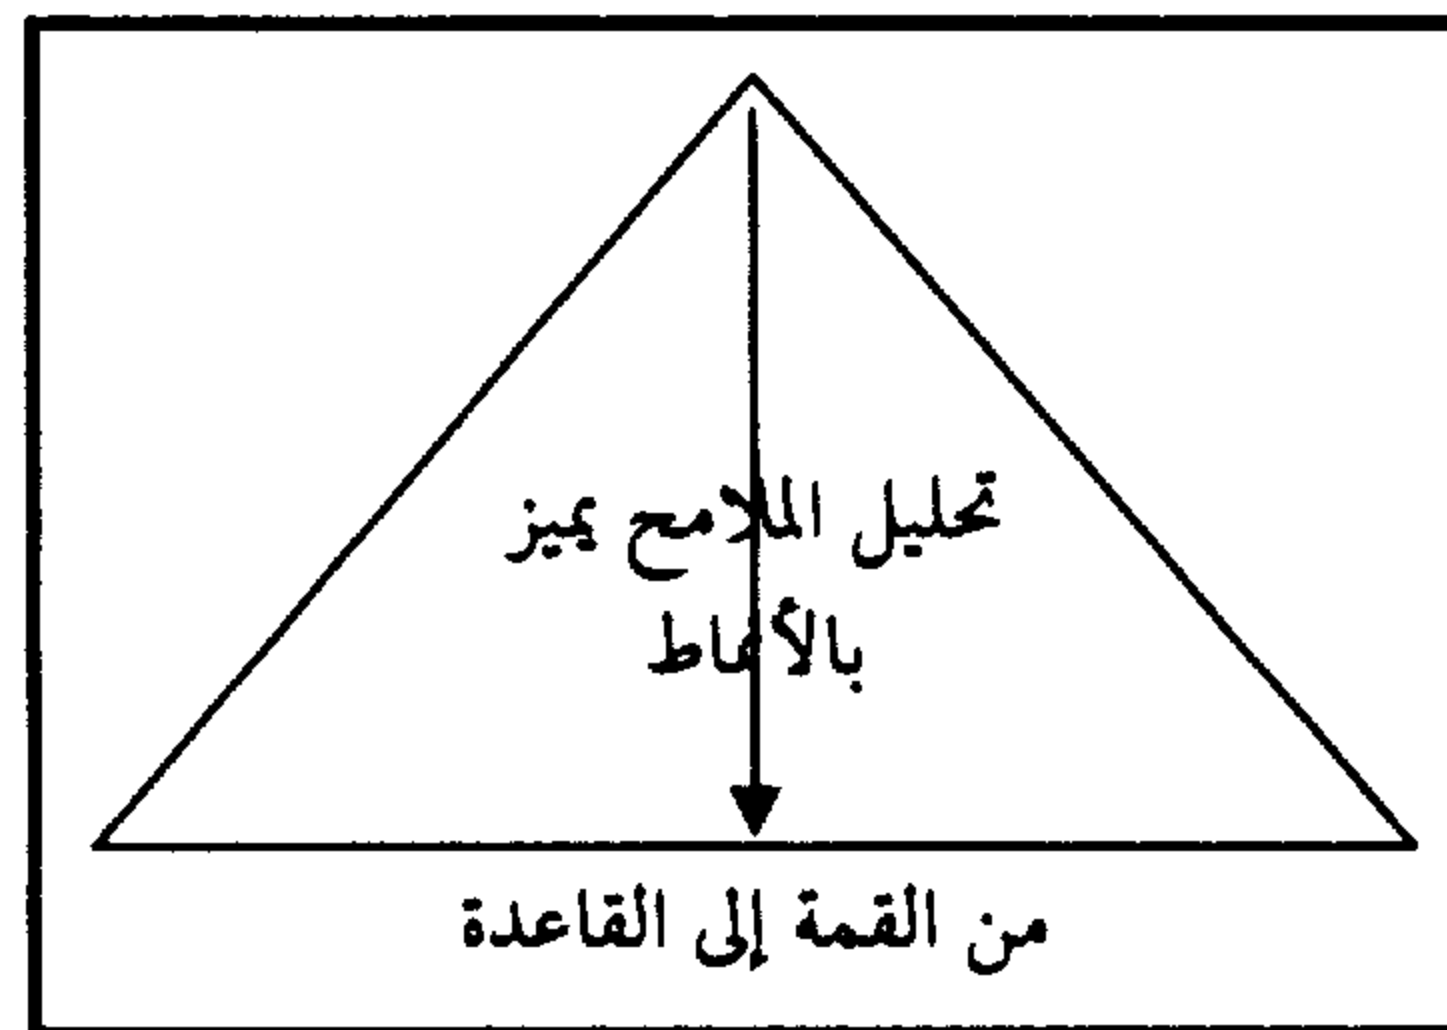 تحليل الملامح يميز
بالأنماط
من القمة إلى القاعدة